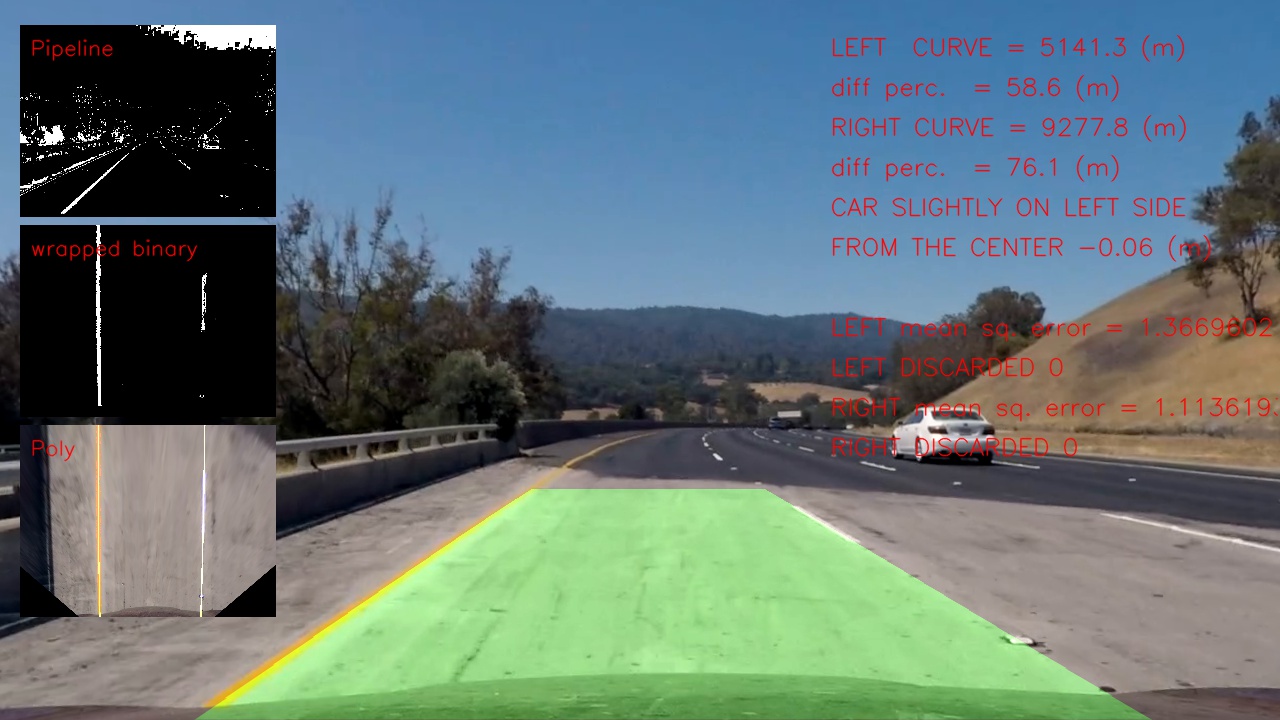 Pipeline
wrapped binary
Poly
LEFT CURVE = 5141.3 (m)
diff perc. = 58.6 (m)
RIGHT CURVE = 9277.8 (m)
diff perc. = 76.1 (m)
CAR SLIGHTLY ON LEFT SIDE
FROM THE CENTER -0.06 (m)
LEFT mean sq. error = 1.3669602
LEFT DISCARDED 0
RIGHT mean sq. error = 1.113619
RIGHT DISCARDED 0